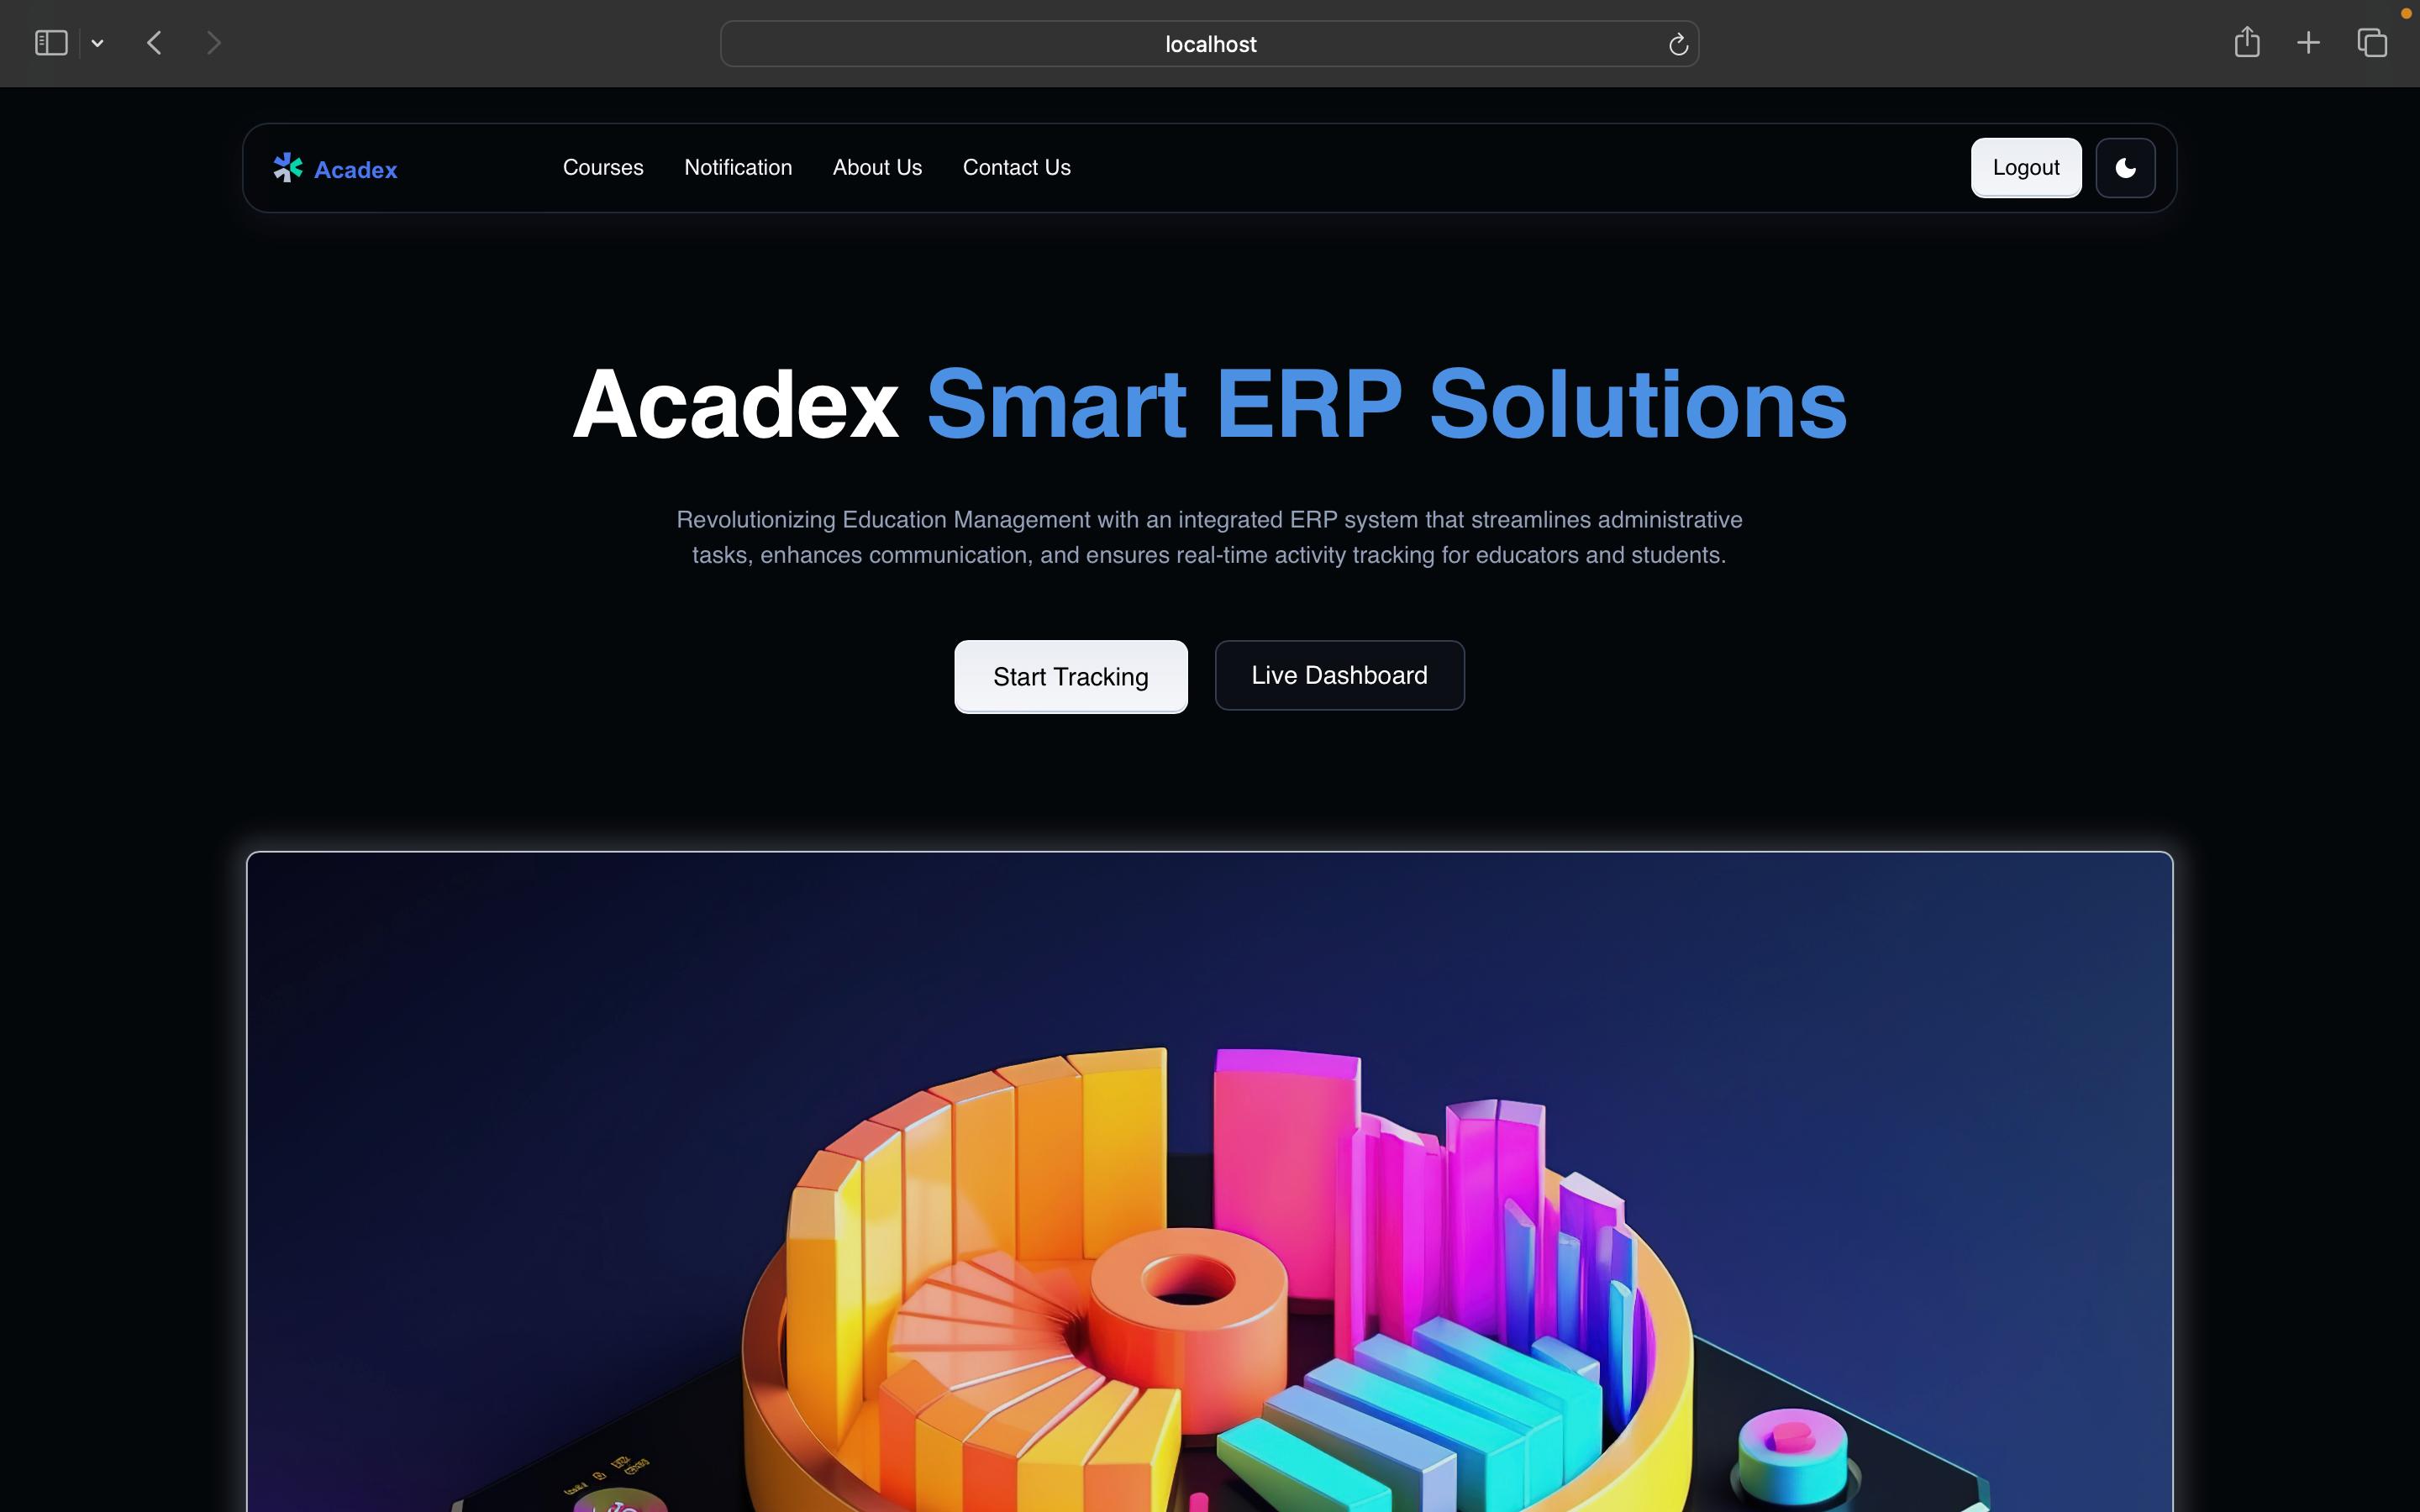 localhost
Acadex
Courses Notification About Us Contact Us
Logout
Acadex Smart ERP Solutions
Revolutionizing Education Management with an integrated ERP system that streamlines administrative
tasks, enhances communication, and ensures real-time activity tracking for educators and students.
Start Tracking Live Dashboard